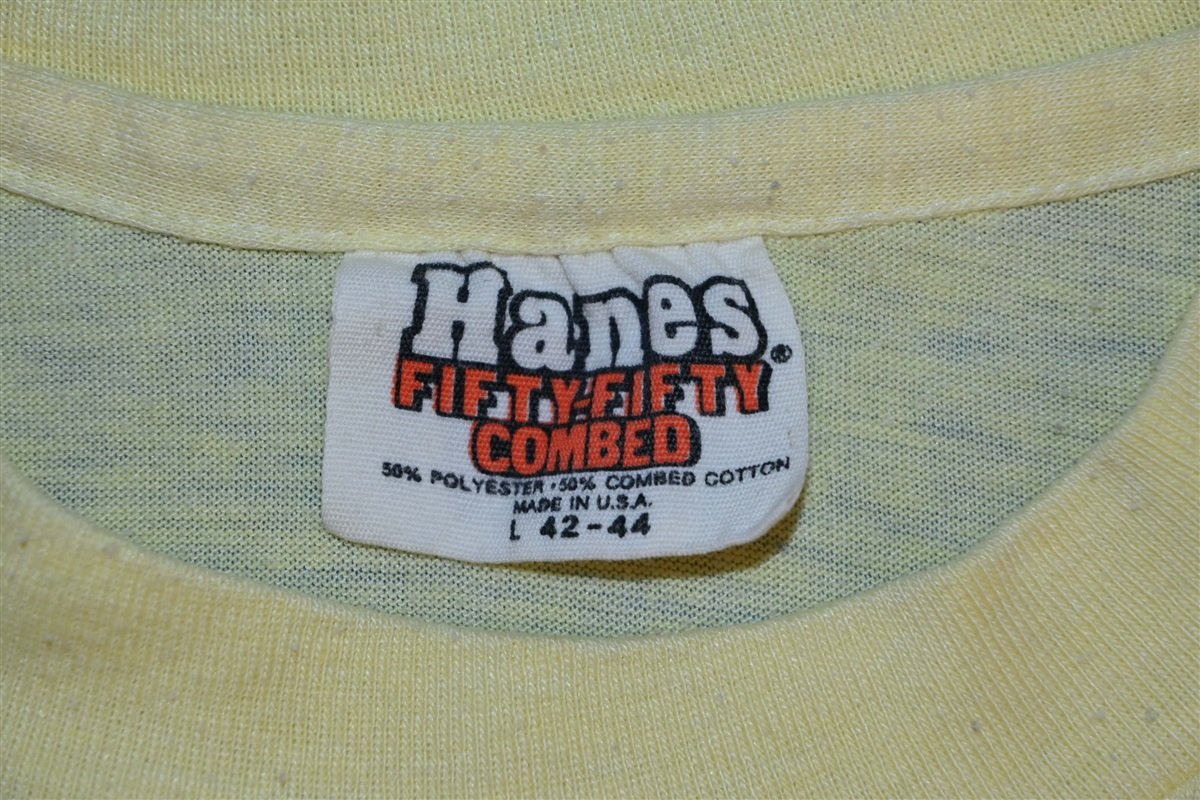 Hanes®
FIFTY-FIFTY
COMBED
50% POLYESTER · 50% COMBED COTTON
MADE IN U.S.A.
L 42-44